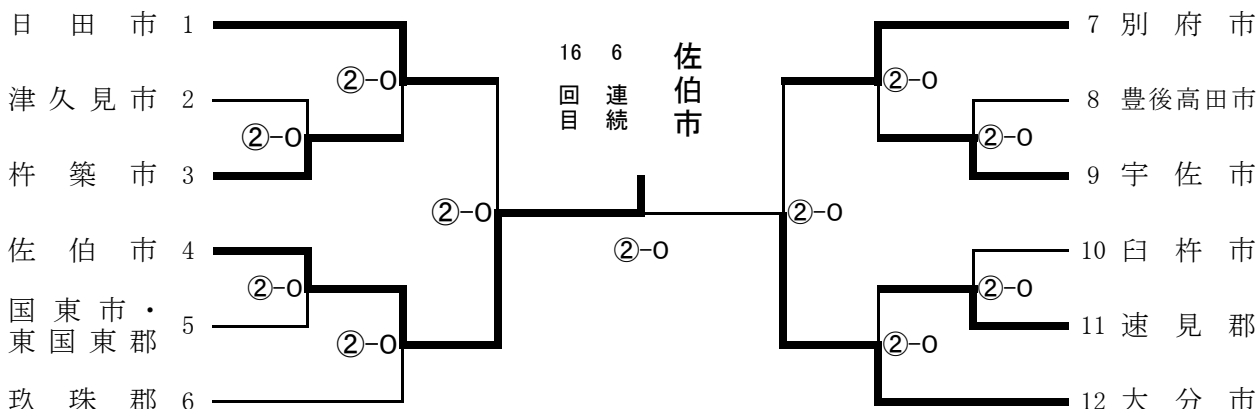 日田市 1
津久見市 2
杵築市 3
佐伯市 4
国東市・
東国東郡 5
玖珠郡 6
②-0
②-0
②-0
②-0
②-0
佐伯市
6連続
16回目
②-0
②-0
②-0
②-0
②-0
②-0
7 別府市
8 豊後高田市
9 宇佐市
10 臼杵市
11 速見郡
12 大分市